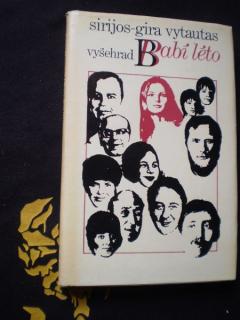 sirijos-gira vytautas
vyšehrad Babí léto